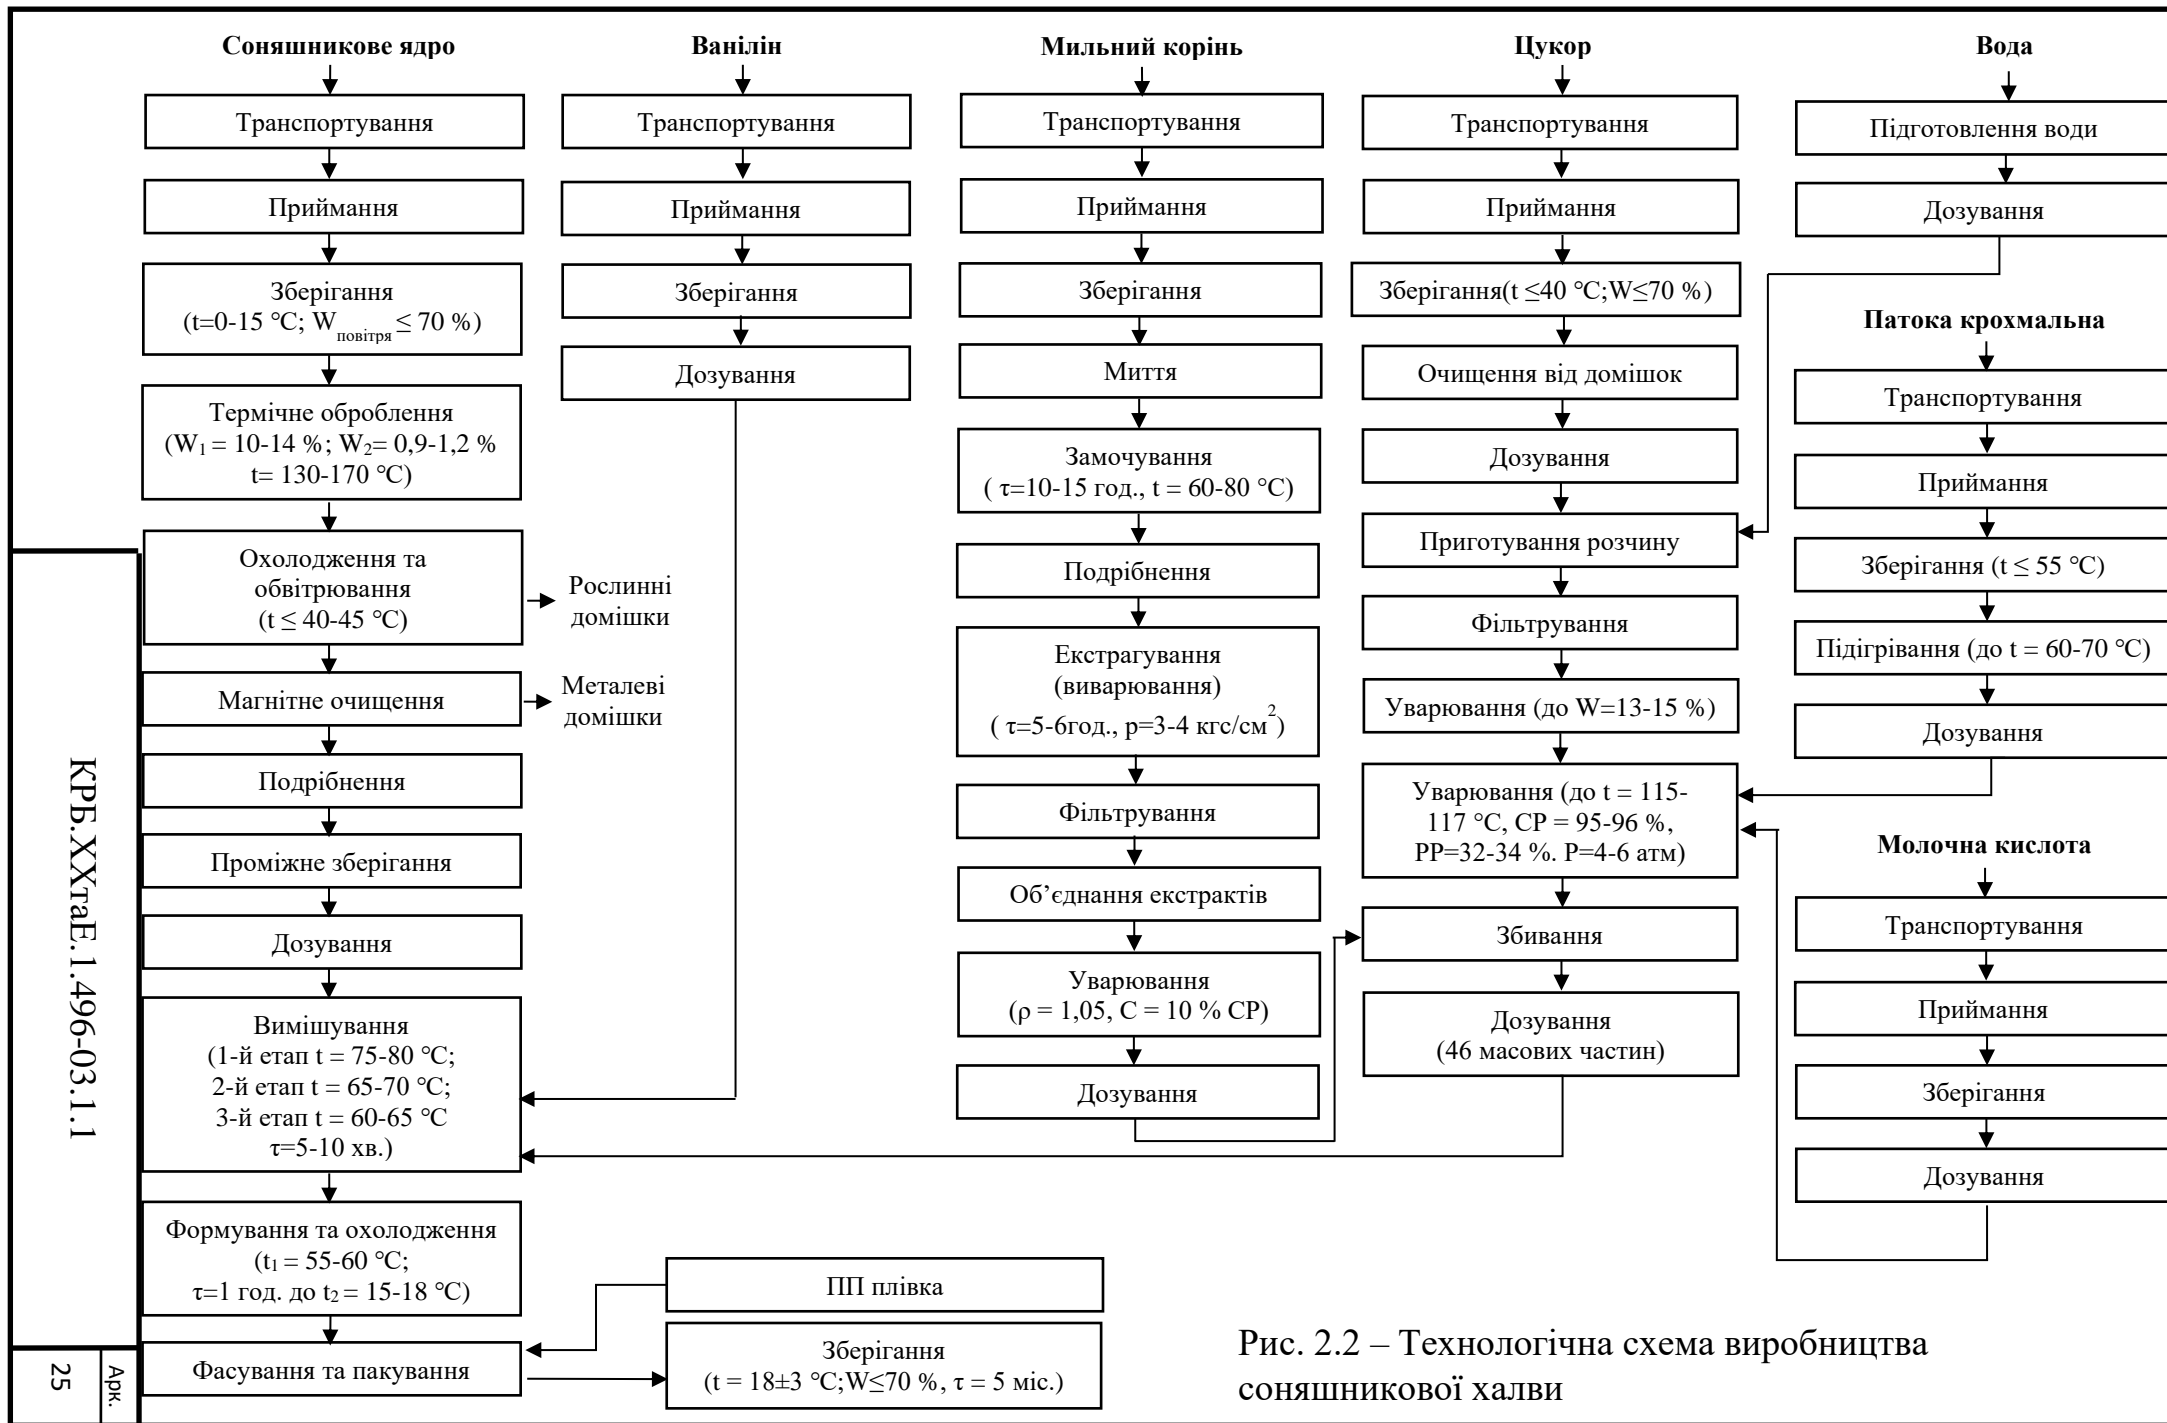 Соняшникове ядро
Транспортування
Приймання
Зберігання
(t=0-15 °C; Wповітря ≤ 70 %)
Термічне оброблення
(W1 = 10-14 %; W2= 0,9-1,2 %
t= 130-170 °C)
Охолодження та
обвітрювання
(t ≤ 40-45 °C)
Рослинні
домішки
Магнітне очищення
Металеві
домішки
Подрібнення
Проміжне зберігання
Дозування
Вимішування
(1-й етап t = 75-80 °C;
2-й етап t = 65-70 °C;
3-й етап t = 60-65 °C
τ=5-10 хв.)
Формування та охолодження
(t1 = 55-60 °C;
τ=1 год. до t2 = 15-18 °C)
Фасування та пакування
ПП плівка
Зберігання
(t = 18±3 °C;W≤70 %, τ = 5 міс.)
Ванілін
Транспортування
Приймання
Зберігання
Дозування
Мильний корінь
Транспортування
Приймання
Зберігання
Миття
Замочування
( τ=10-15 год., t = 60-80 °C)
Подрібнення
Екстрагування
(виварювання)
( τ=5-6год., p=3-4 кгс/см2)
Фільтрування
Об’єднання екстрактів
Уварювання
(ρ = 1,05, C = 10 % СР)
Дозування
Цукор
Транспортування
Приймання
Зберігання(t ≤40 °C;W≤70 %)
Очищення від домішок
Дозування
Приготування розчину
Фільтрування
Уварювання (до W=13-15 %)
Уварювання (до t = 115-
117 °C, СР = 95-96 %,
РР=32-34 %. Р=4-6 атм)
Збивання
Дозування
(46 масових частин)
Вода
Підготовлення води
Дозування
Патока крохмальна
Транспортування
Приймання
Зберігання (t ≤ 55 °C)
Підігрівання (до t = 60-70 °C)
Дозування
Молочна кислота
Транспортування
Приймання
Зберігання
Дозування
Рис. 2.2 – Технологічна схема виробництва
соняшникової халви
КРБ.ХХтаЕ.1.496-03.1.1
Арк.
25